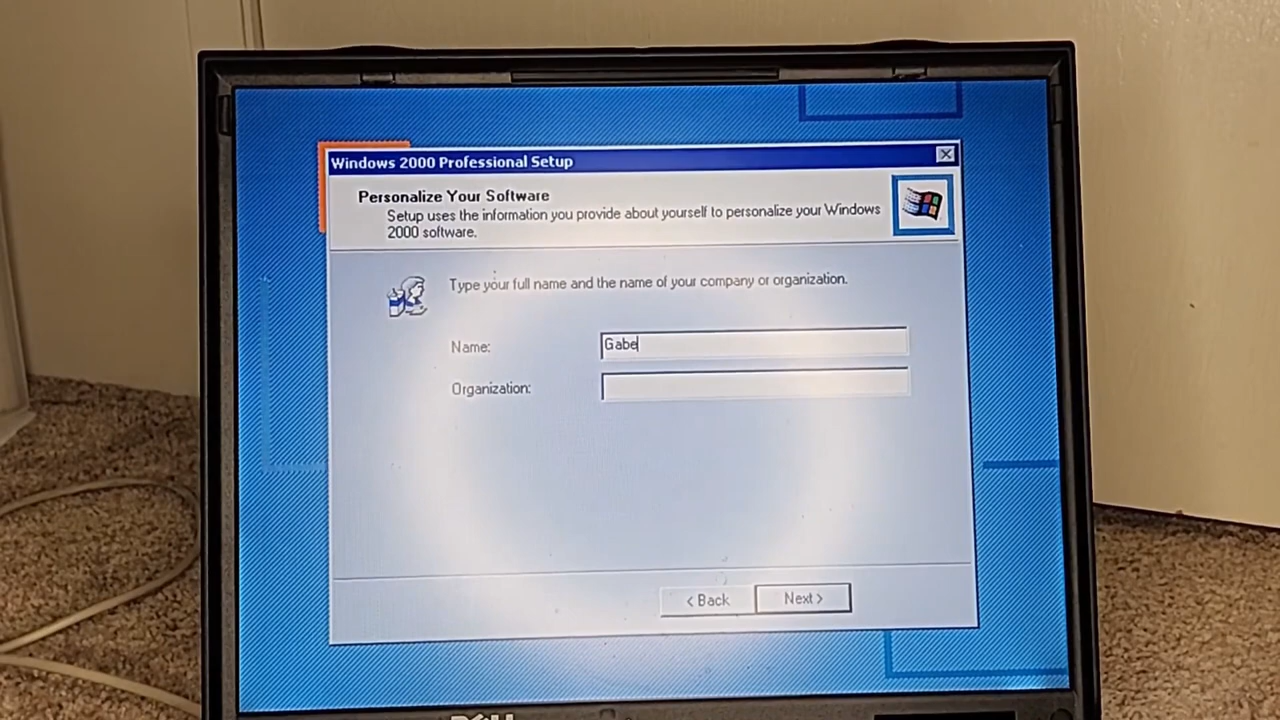 Windows 2000 Professional Setup
Personalize Your Software
Setup uses the information you provide about yourself to personalize your Windows
2000 software.
Type your full name and the name of your company or organization.
Name:
Gabe
Organization:
< Back
Next >
DELL